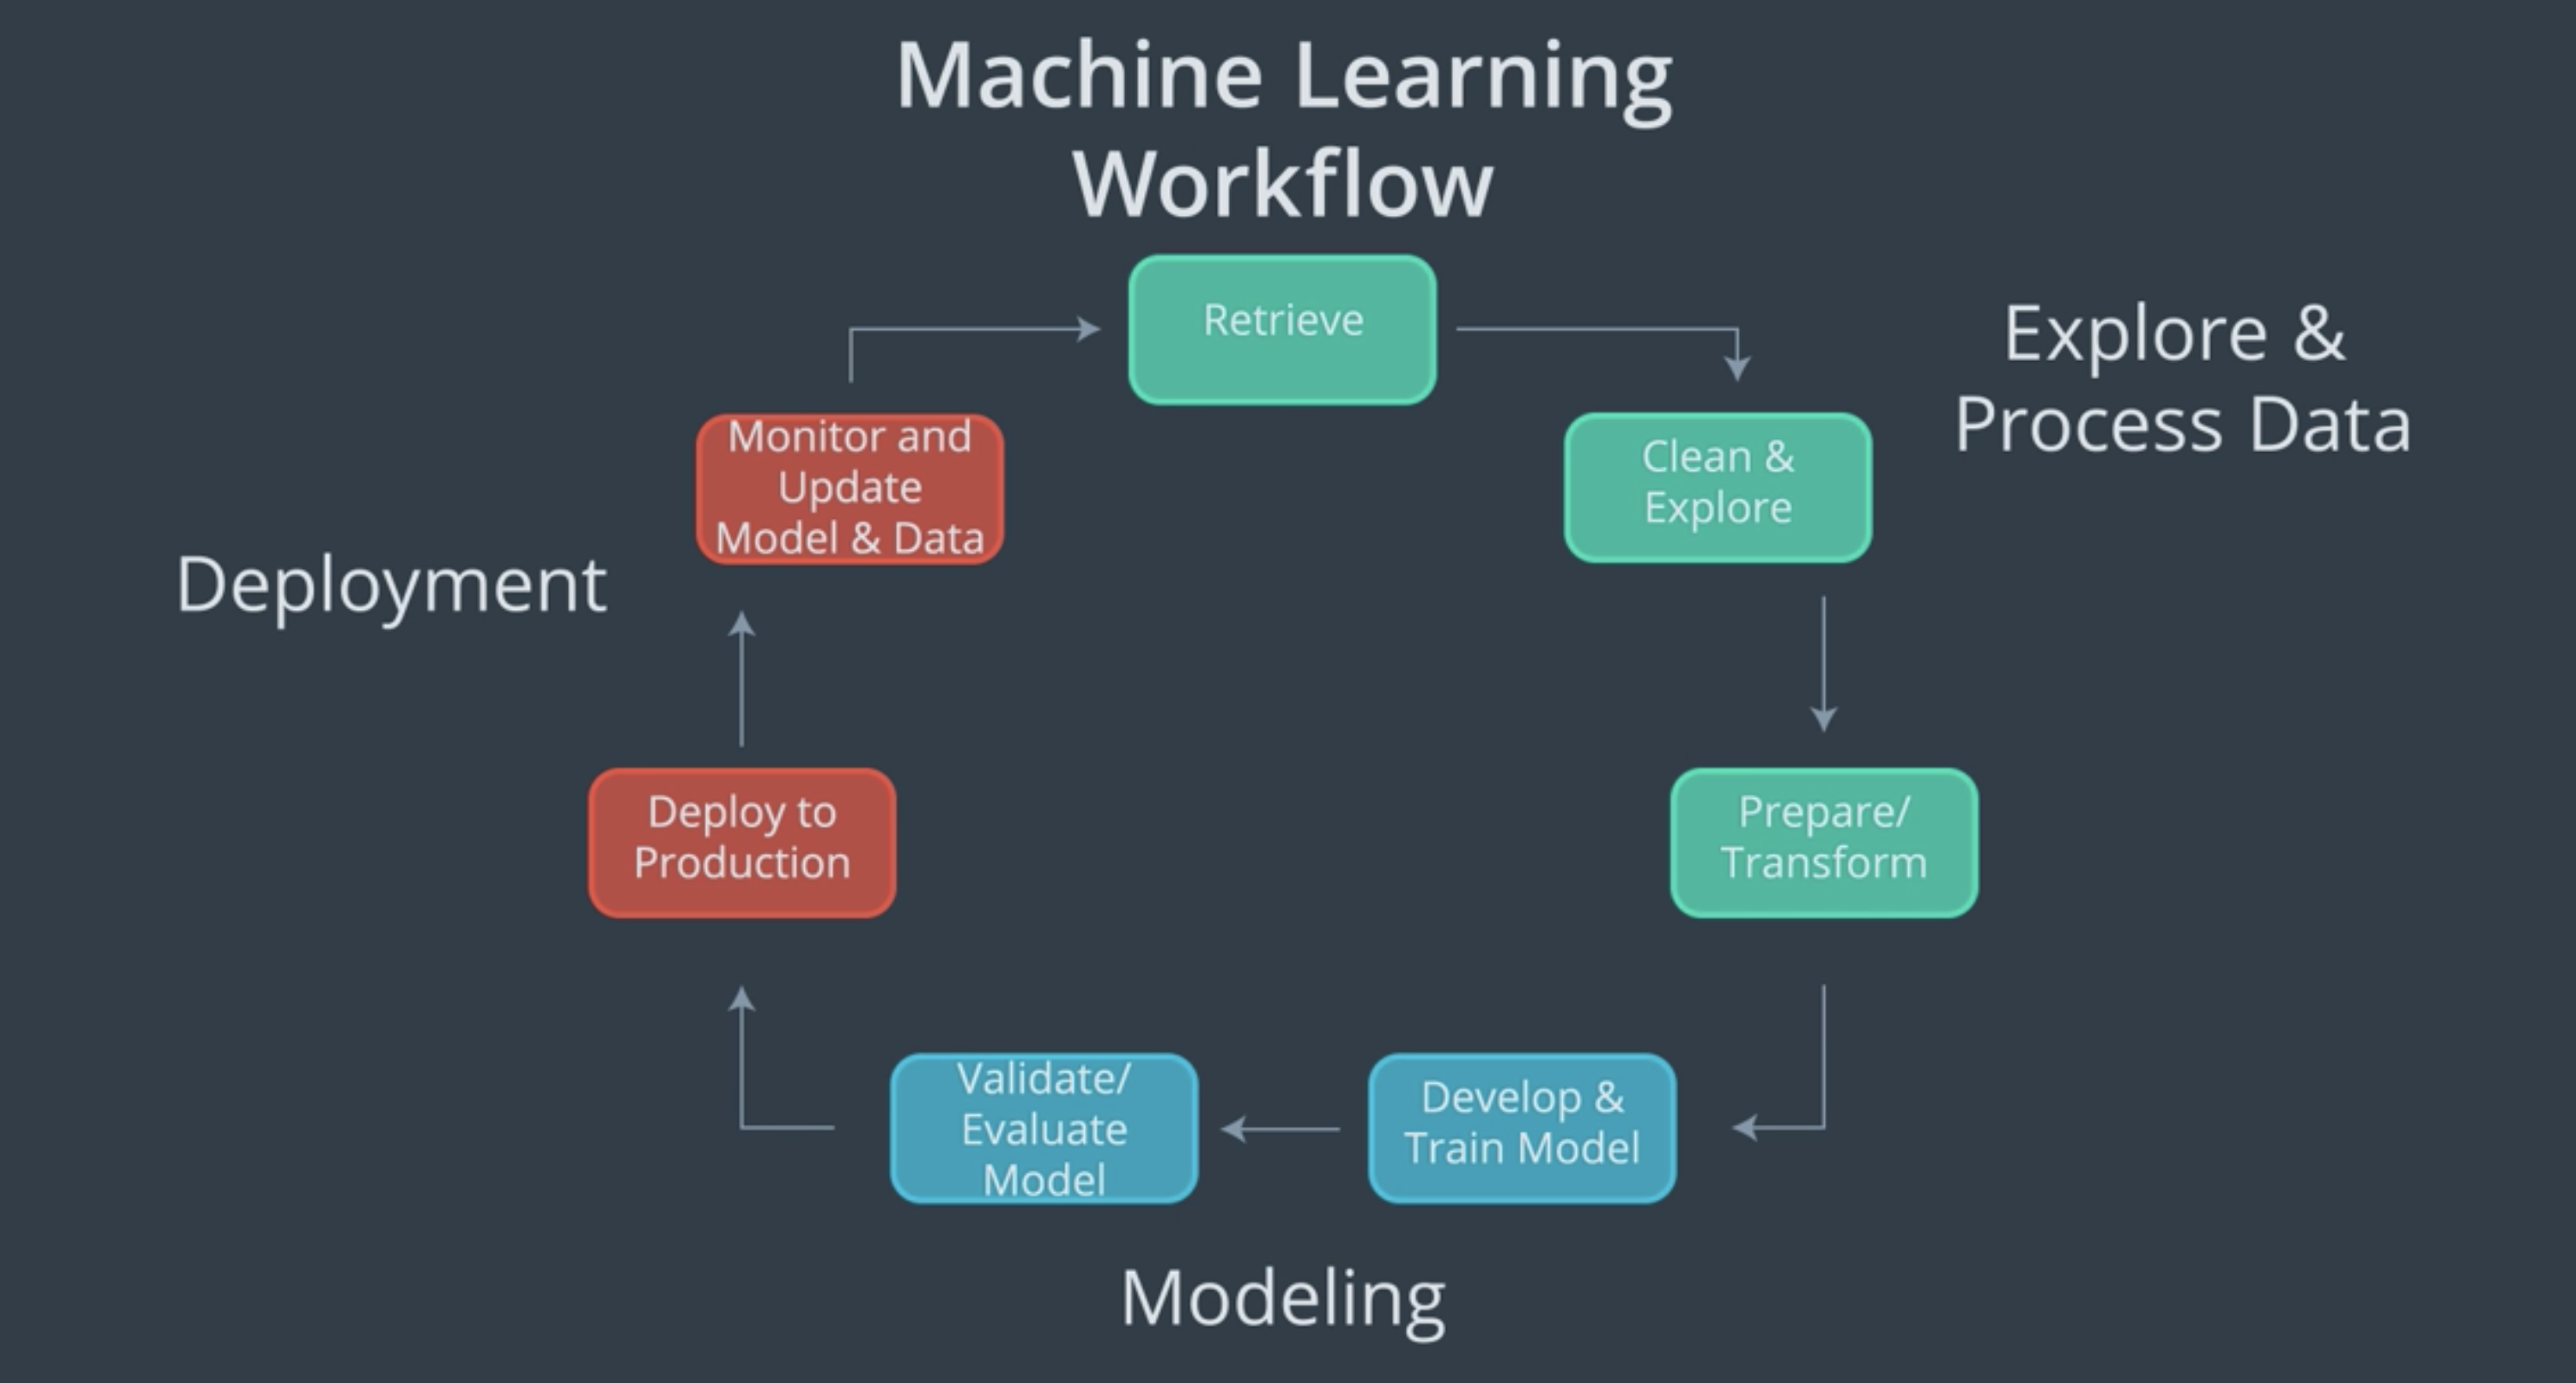 Machine Learning
Workflow
Retrieve
Explore &
Process Data
Clean &
Explore
Prepare/
Transform
Develop &
Train Model
Validate/
Evaluate
Model
Modeling
Deploy to
Production
Deployment
Monitor and
Update
Model & Data